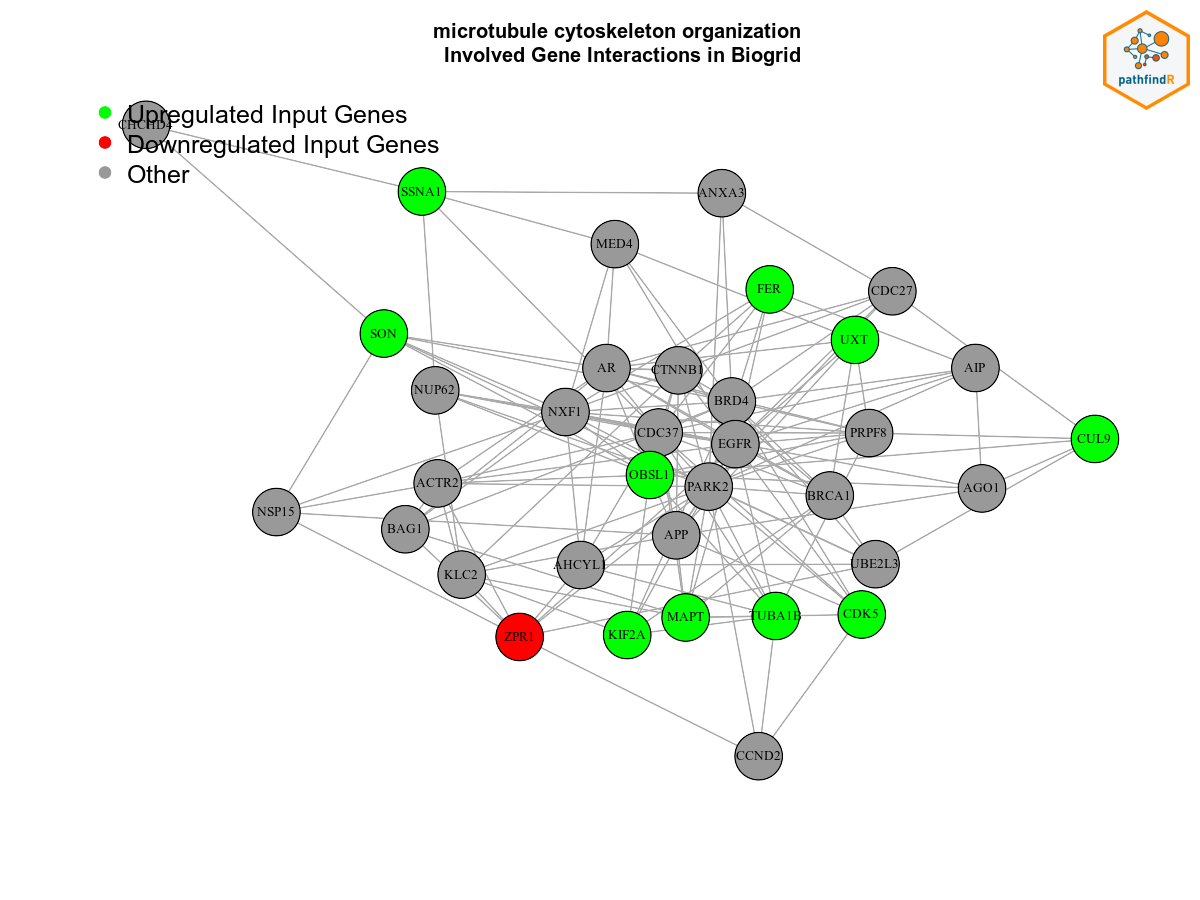 microtubule cytoskeleton organization
Involved Gene Interactions in Biogrid
pathfindR
Upregulated Input Genes
CHCHD4
Downregulated Input Genes
Other
SSNA1
ANXA3
MED4
FER
CDC27
SON
UXT
AR
CTNNB1
AIP
NUP62
BRD4
NXF1
CDC37
EGFR
PRPF8
CUL9
OBSL1
ACTR2
PARK2
BRCA1
AGO1
NSP15
BAG1
APP
KLC2
AHCYL1
UBE2L3
ZPR1
KIF2A
MAPT
TUBA1B
CDK5
CCND2